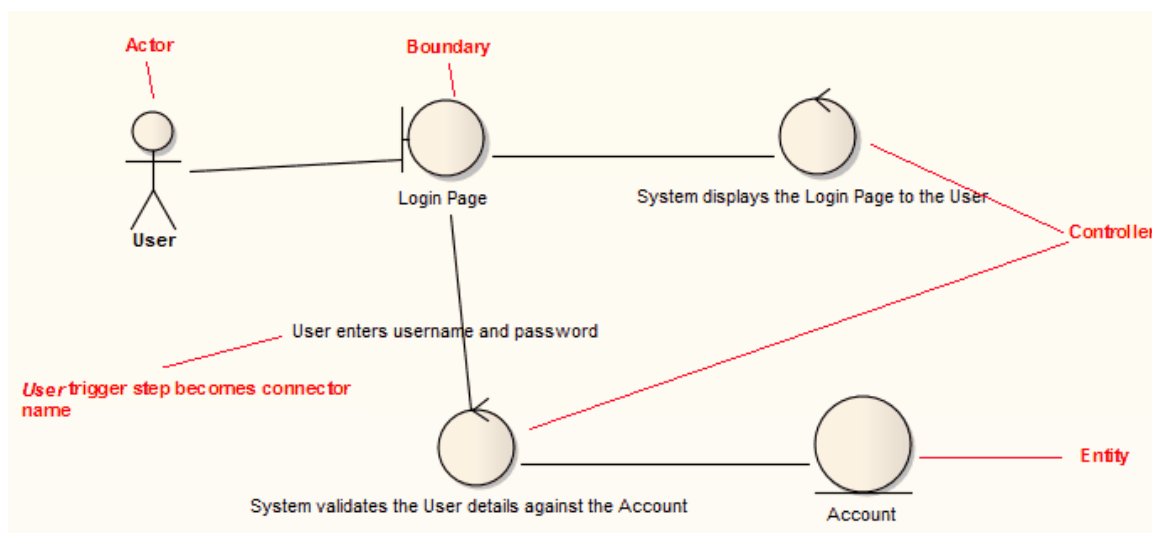 Actor
Boundary
Login Page
System displays the Login Page to the User
User
Controller
User enters username and password
User trigger step becomes connector
name
Entity
System validates the User details against the Account
Account